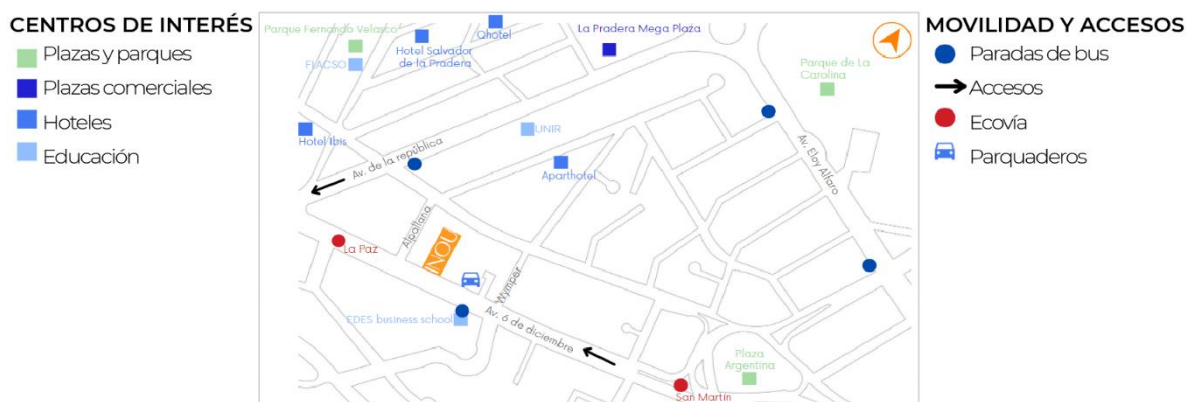 CENTROS DE INTERÉS
Plazas y parques
Plazas comerciales
Hoteles
Educación
Parque Fernando Velasco
FLACSO
Hotel Salvador
de la Pradera
Qhotel
La Pradera Mega Plaza
Parque de La
Carolina
Hotel Ibis
UNIR
Aparthotel
Av. de la república
Av. Eloy Alfaro
Alpallana
INOU
La Paz
Wymper
EDES business school
Av. 6 de diciembre
Plaza
Argentina
San Martín
MOVILIDAD Y ACCESOS
Paradas de bus
Accesos
Ecovía
Parquaderos